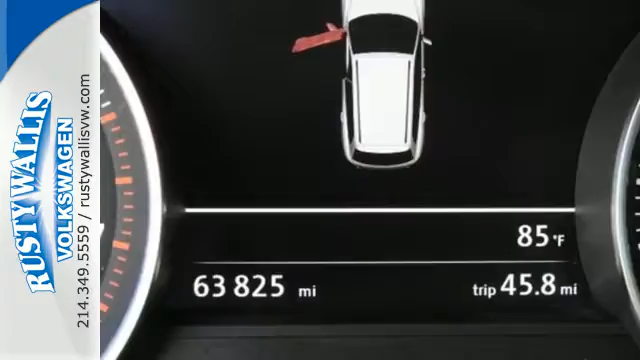 RUSTY WALLIS
VOLKSWAGEN
214.349.5559 / rustywallisvw.com
85°F
63 825 mi
trip 45.8 mi